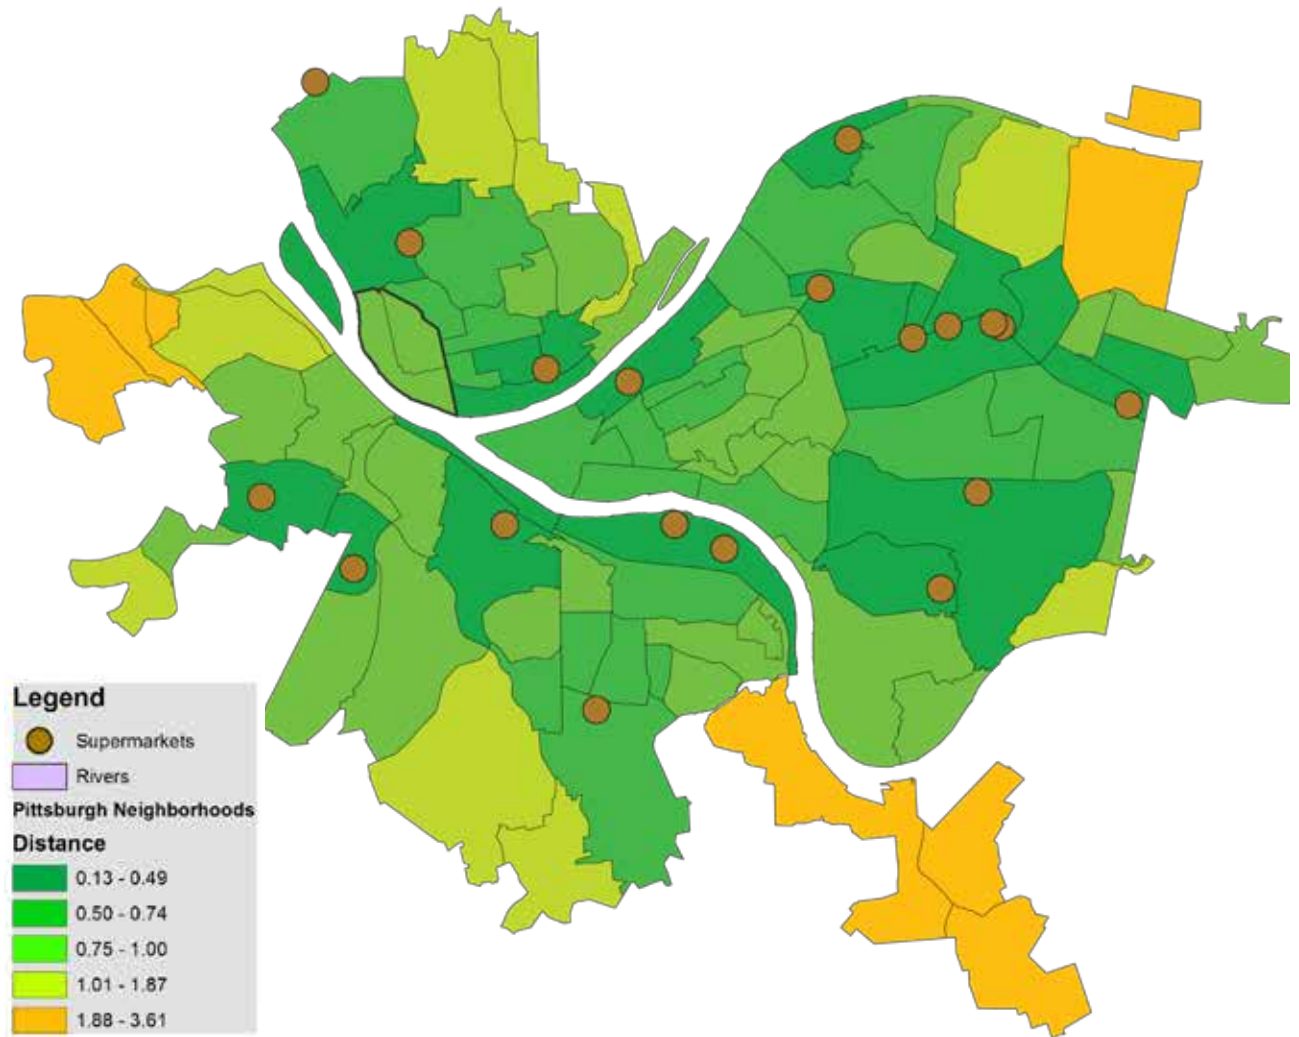 Legend
Supermarkets
Rivers
Pittsburgh Neighborhoods
Distance
0.13 - 0.49
0.50 - 0.74
0.75 - 1.00
1.01 - 1.87
1.88 - 3.61